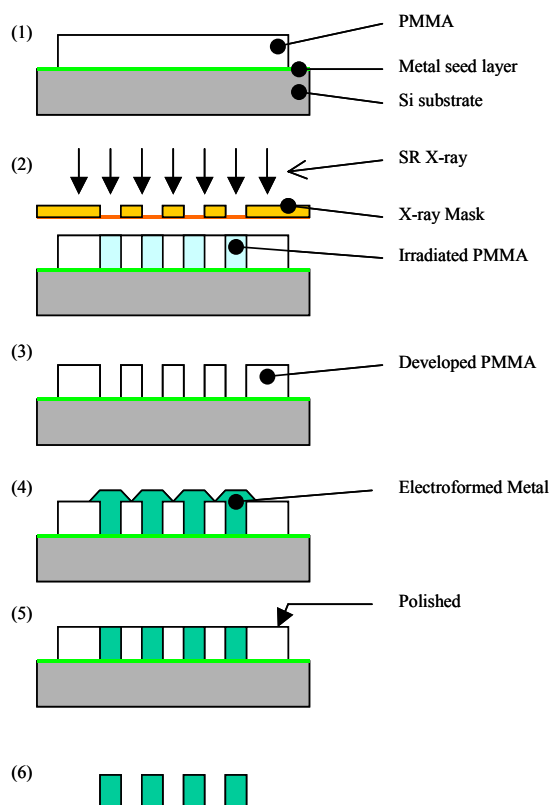 (1)
PMMA
Metal seed layer
Si substrate
(2)
SR X-ray
X-ray Mask
Irradiated PMMA
(3)
Developed PMMA
(4)
Electroformed Metal
(5)
Polished
(6)